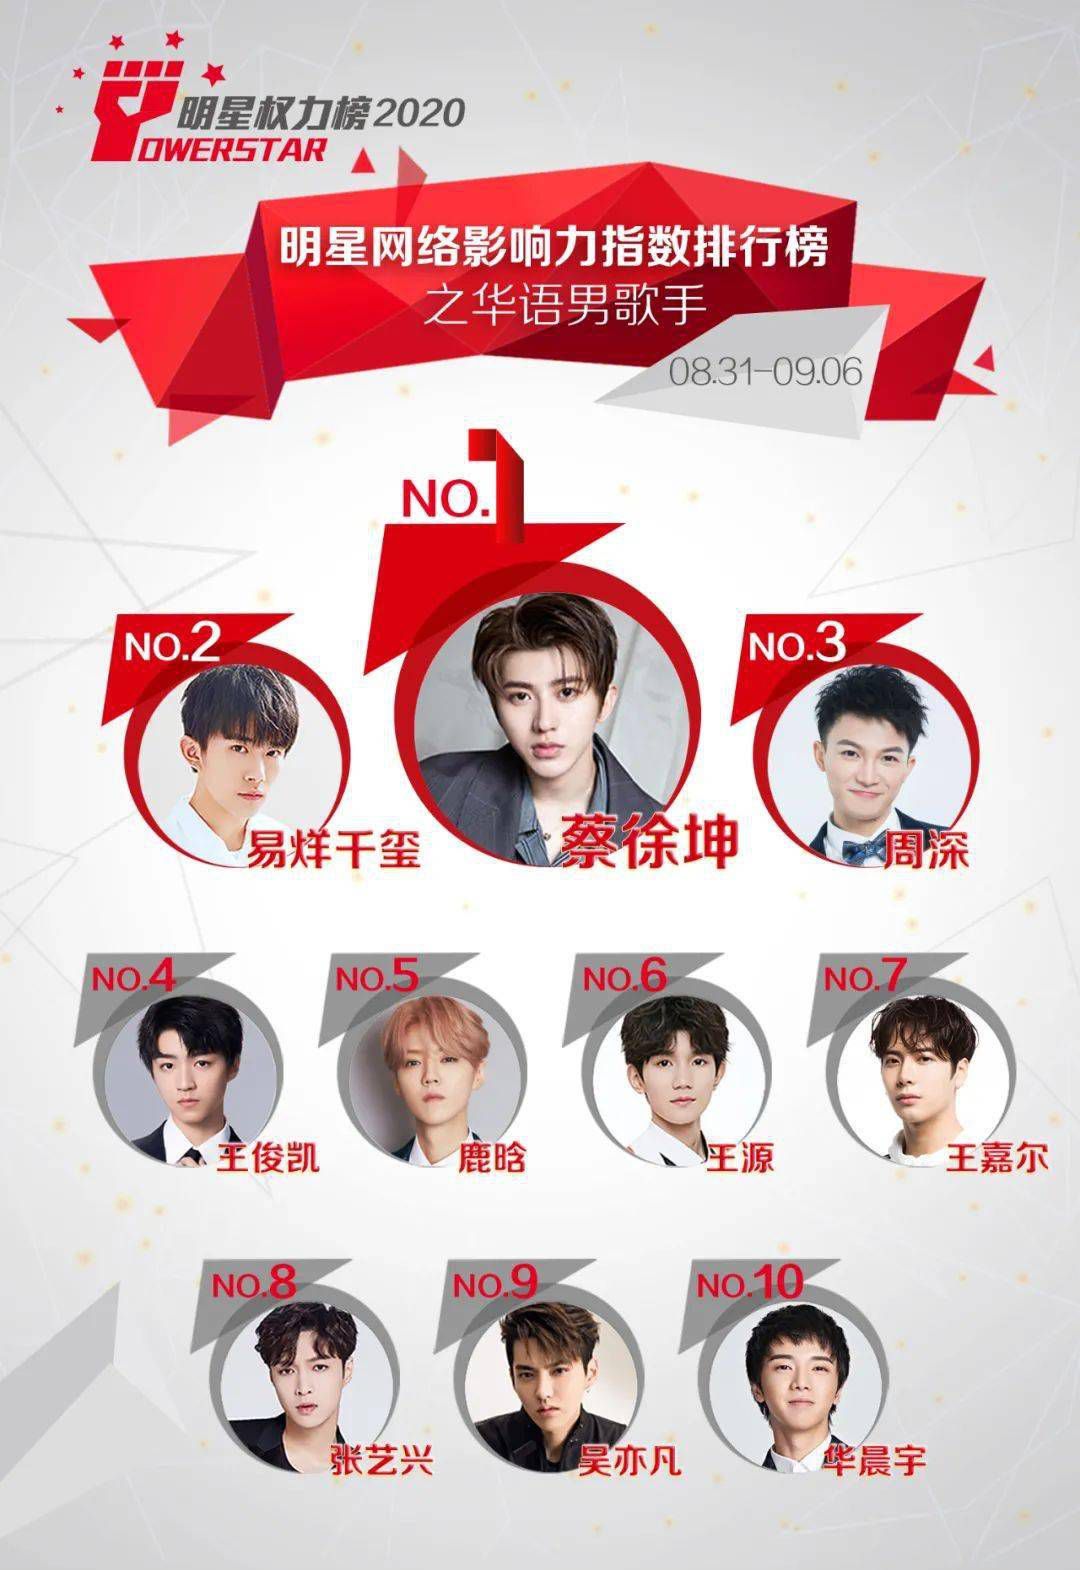 明星权力榜2020
POWERSTAR
明星网络影响力指数排行榜
之华语男歌手
08.31-09.06
NO.1
蔡徐坤
NO.2
易烊千玺
NO.3
周深
NO.4
王俊凯
NO.5
鹿晗
NO.6
王源
NO.7
王嘉尔
NO.8
张艺兴
NO.9
吴亦凡
NO.10
华晨宇